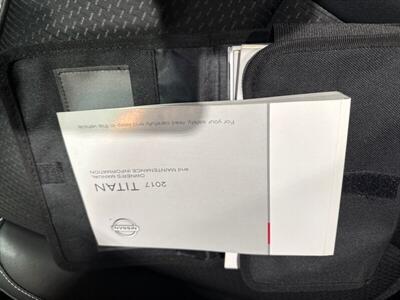 NISSAN
2017 TITAN
OWNER'S MANUAL
and MAINTENANCE INFORMATION
For your safety, read carefully and keep in this vehicle.